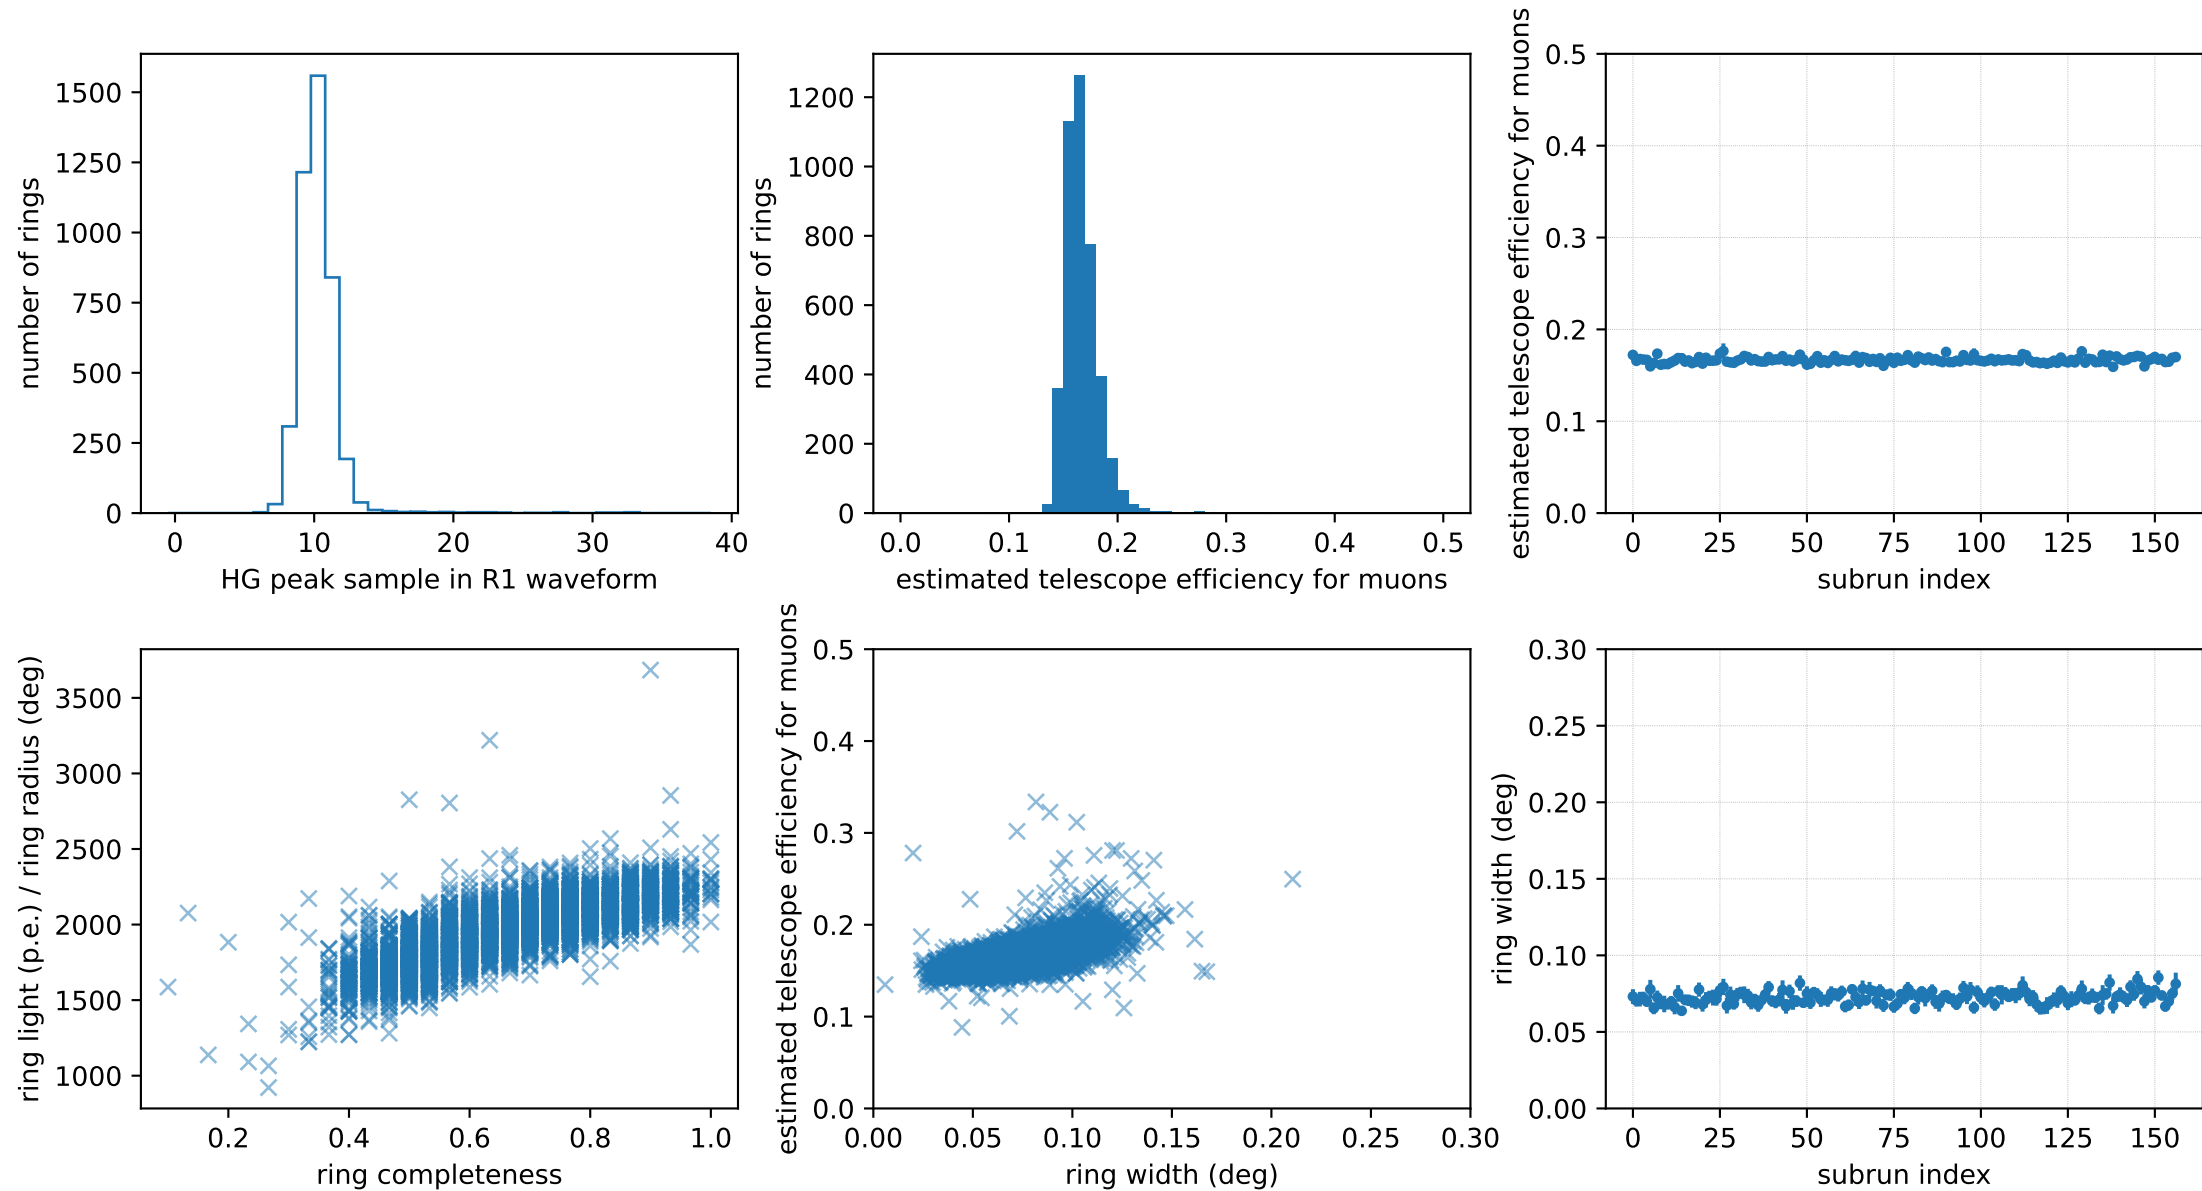 number of rings
1500
1250
1000
750
500
250
0
0 10 20 30 40
HG peak sample in R1 waveform
number of rings
1200
1000
800
600
400
200
0
0.0 0.1 0.2 0.3 0.4 0.5
estimated telescope efficiency for muons
estimated telescope efficiency for muons
0.5
0.4
0.3
0.2
0.1
0.0
0 25 50 75 100 125 150
subrun index
ring light (p.e.) / ring radius (deg)
3500
3000
2500
2000
1500
1000
0.2 0.4 0.6 0.8 1.0
ring completeness
estimated telescope efficiency for muons
0.5
0.4
0.3
0.2
0.1
0.0
0.00 0.05 0.10 0.15 0.20 0.25 0.30
ring width (deg)
ring width (deg)
0.30
0.25
0.20
0.15
0.10
0.05
0.00
0 25 50 75 100 125 150
subrun index